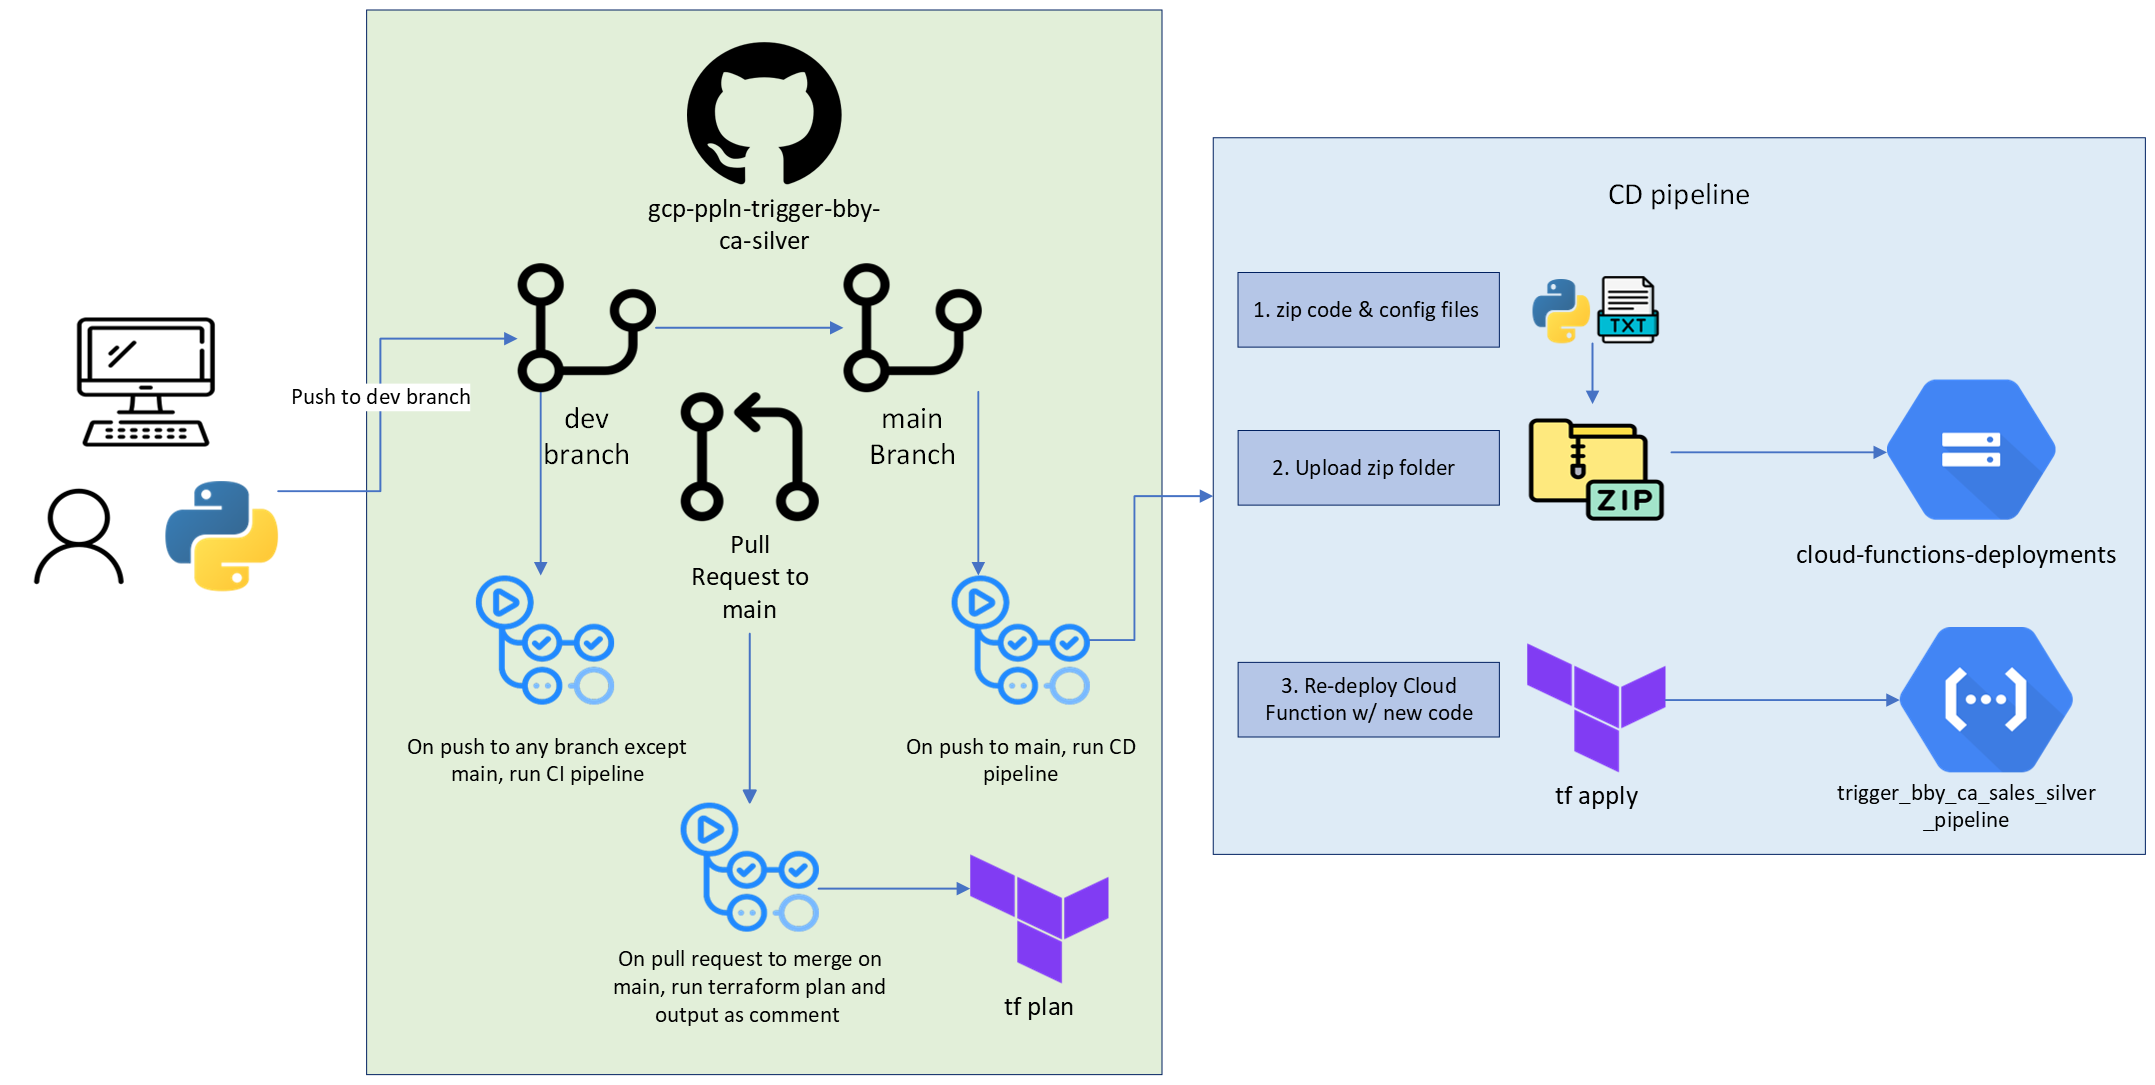 gcp-ppln-trigger-bby-
ca-silver
Push to dev branch
dev
branch
main
Branch
Pull
Request to
main
On push to any branch except
main, run CI pipeline
On push to main, run CD
pipeline
On pull request to merge on
main, run terraform plan and
output as comment
tf plan
CD pipeline
1. zip code & config files
TXT
2. Upload zip folder
ZIP
cloud-functions-deployments
3. Re-deploy Cloud
Function w/ new code
tf apply
trigger_bby_ca_sales_silver
_pipeline